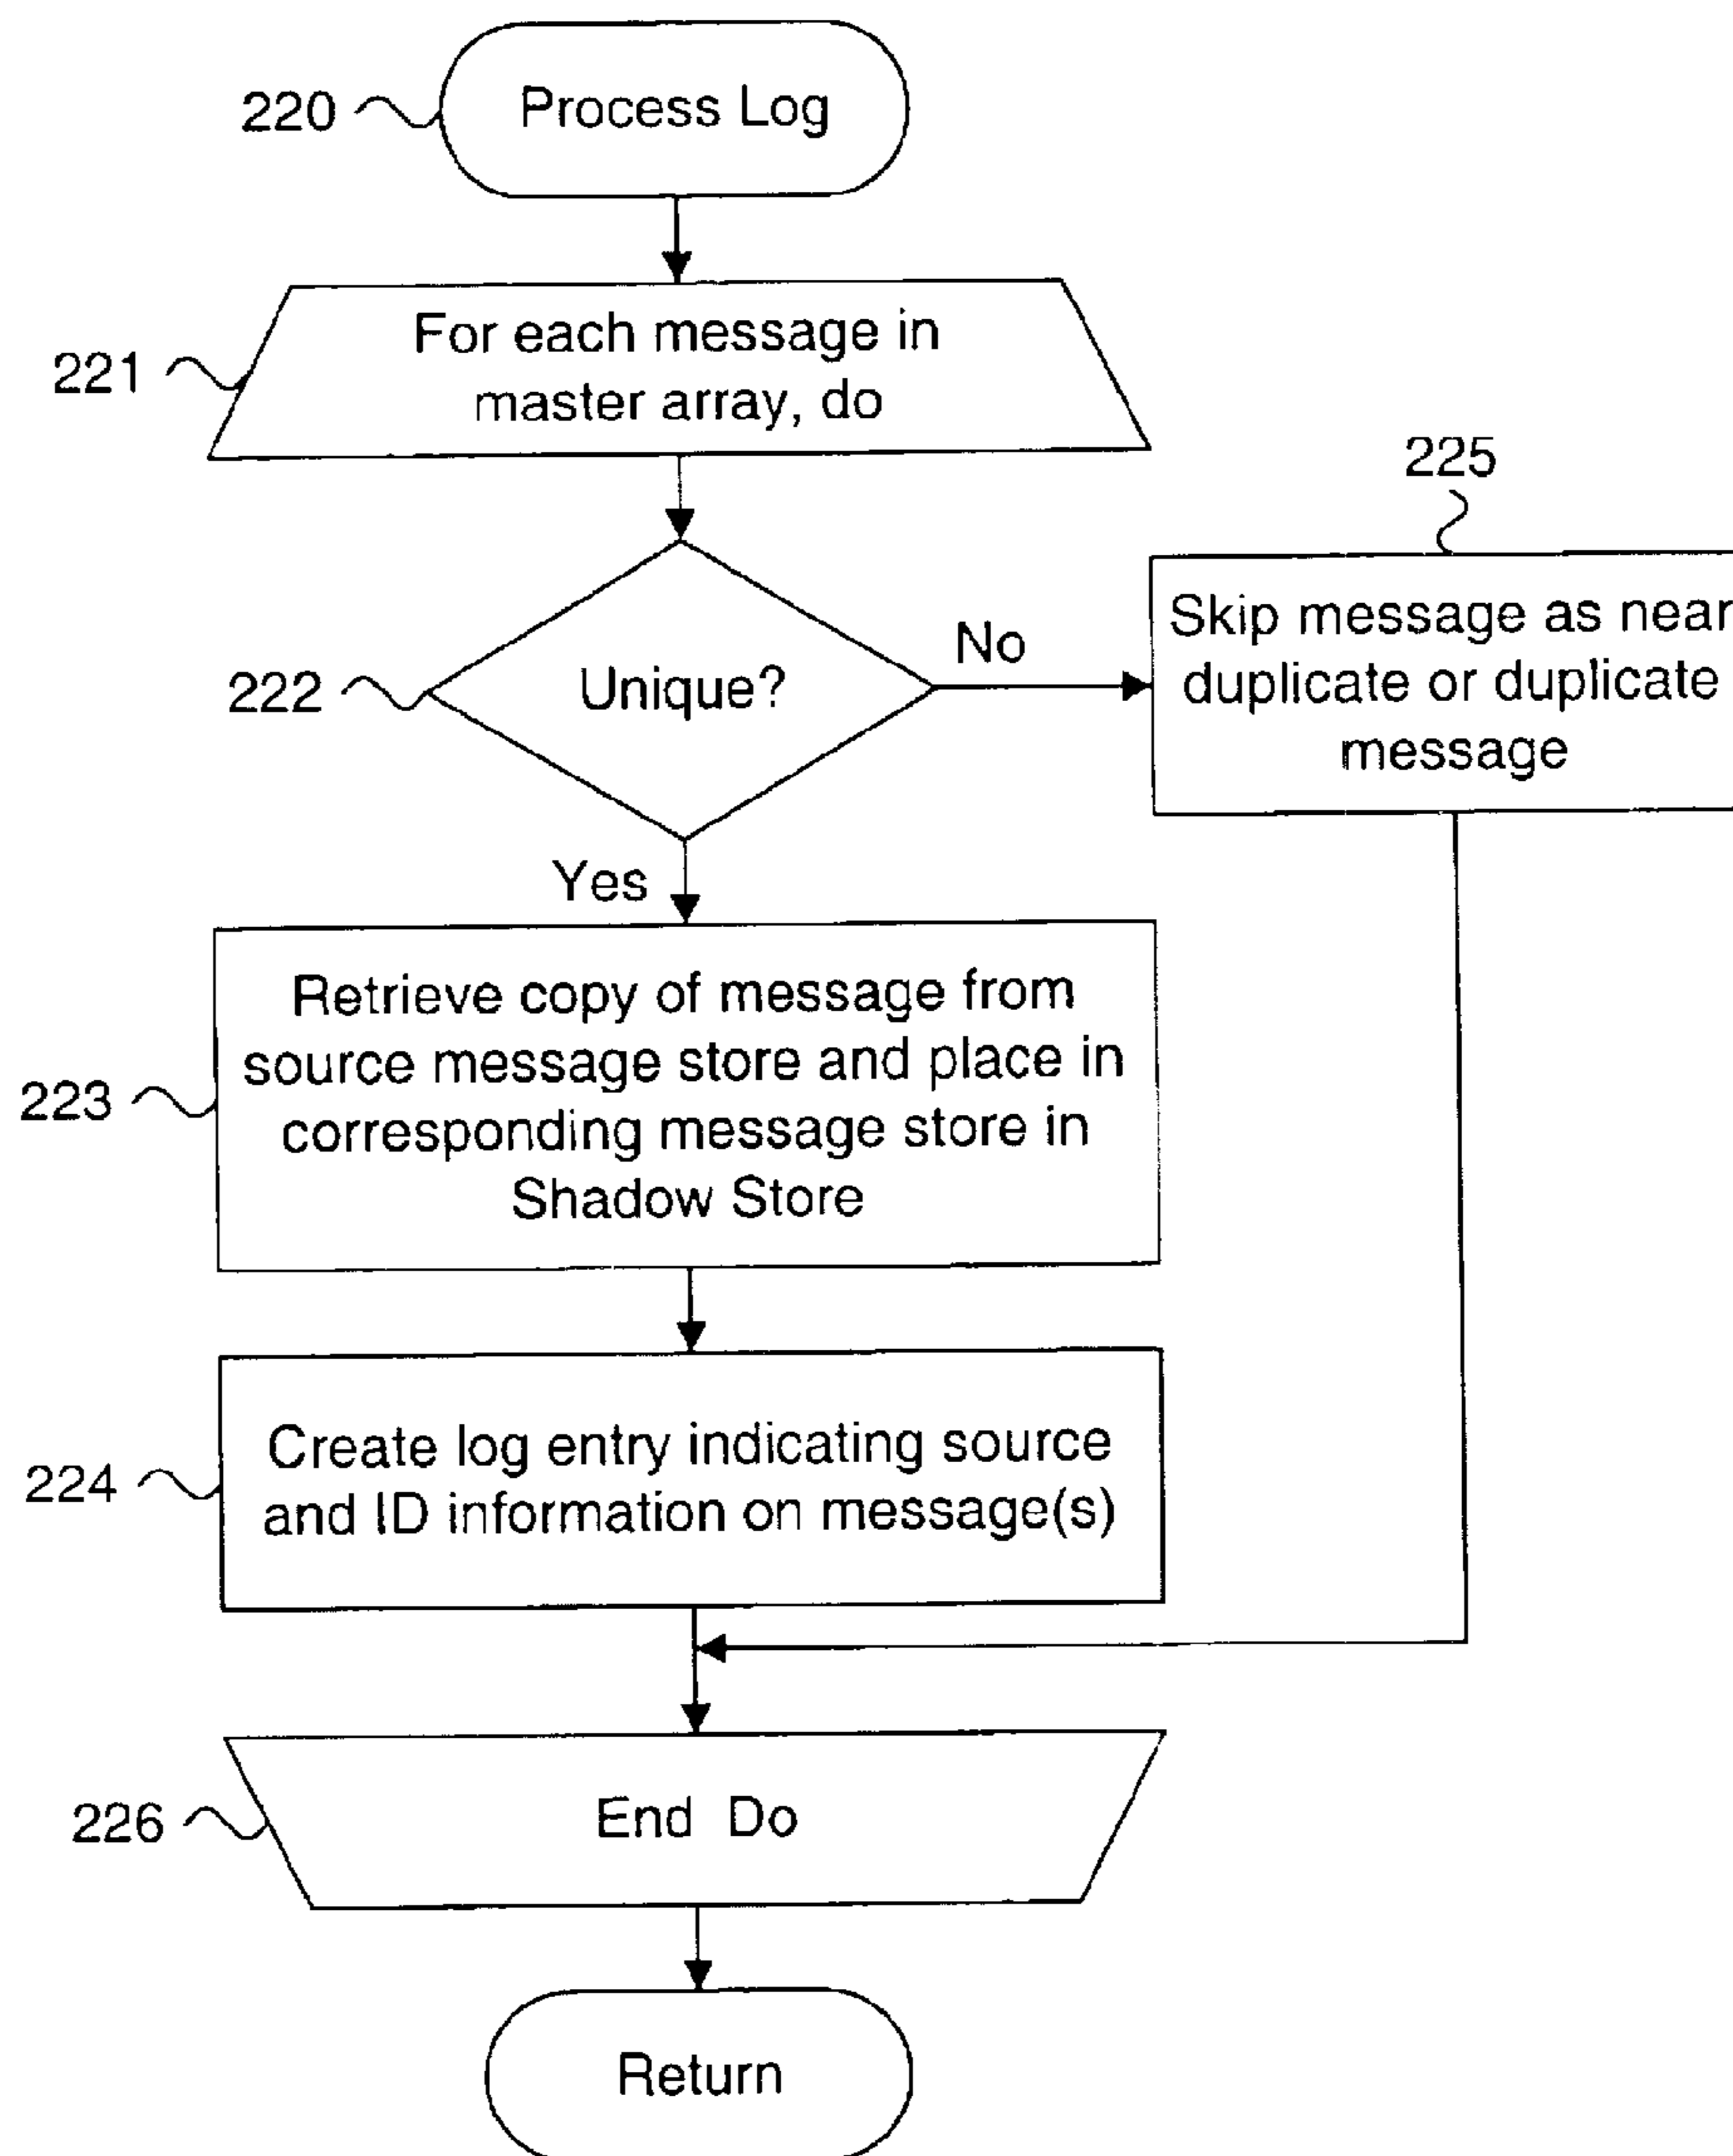 220
Process Log
221
For each message in
master array, do
225
222
Unique?
No
Skip message as near
duplicate or duplicate
message
Yes
223
Retrieve copy of message from
source message store and place in
corresponding message store in
Shadow Store
224
Create log entry indicating source
and ID information on message(s)
226
End Do
Return